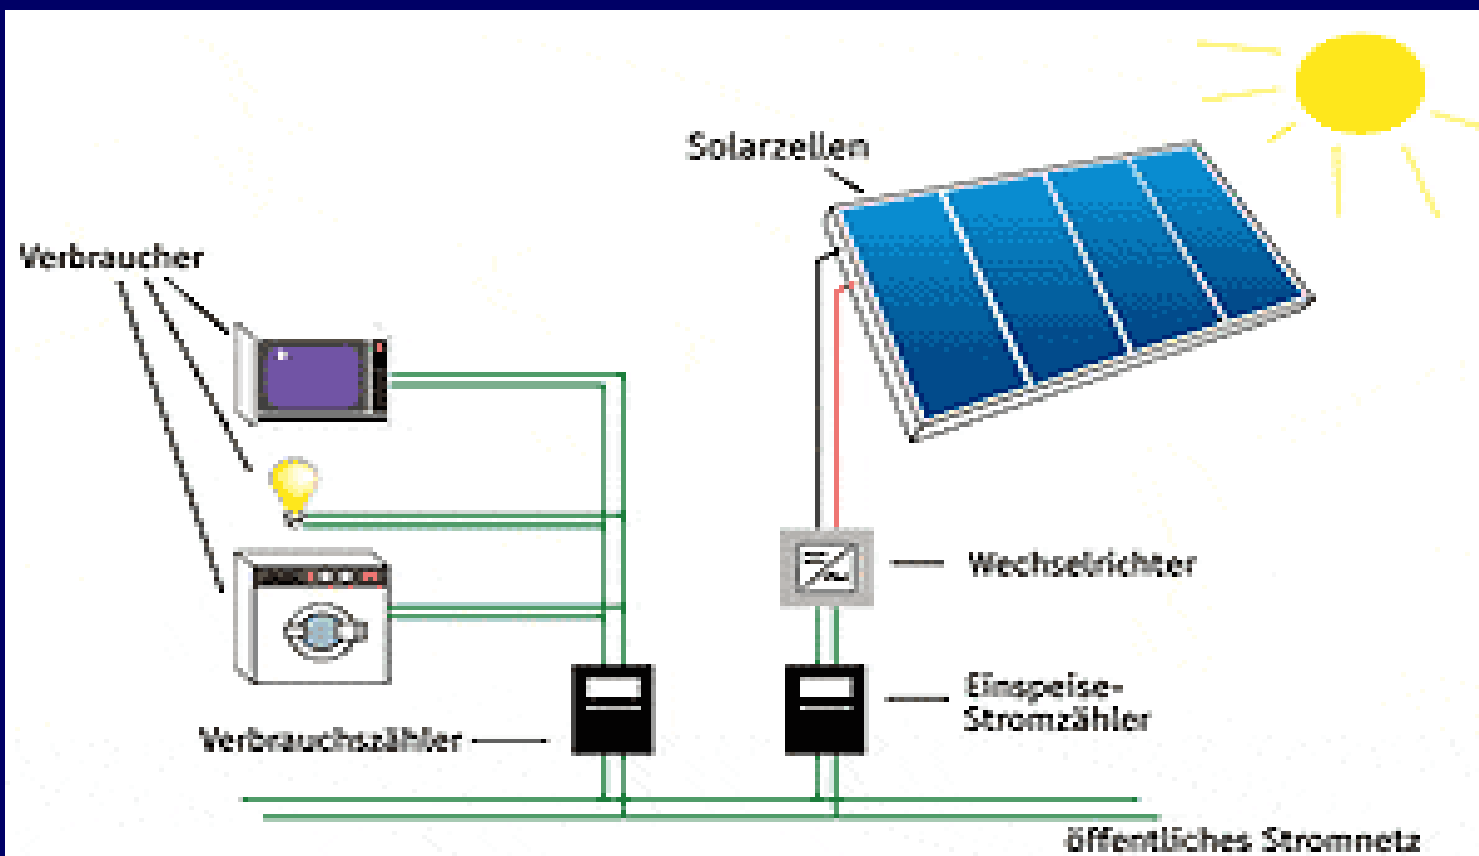 Solarzellen
Verbraucher
Wechselrichter
Einspeise-
Stromzähler
Verbrauchszähler
öffentliches Stromnetz